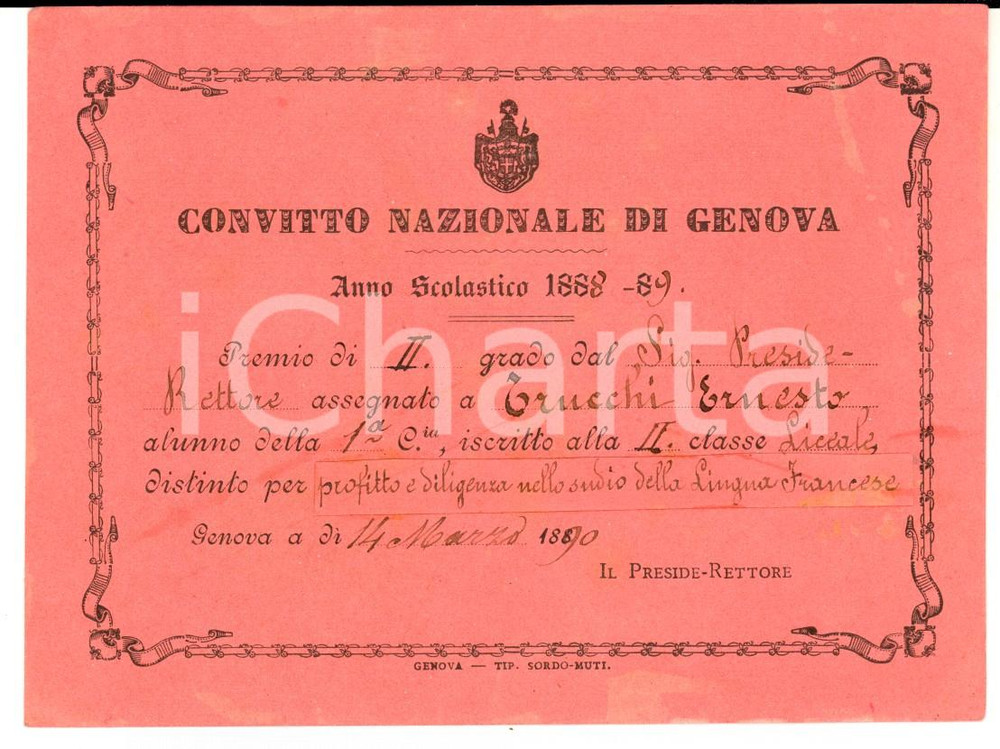 CONVITTO NAZIONALE DI GENOVA
Anno Scolastico 1888-89.
Premio di II. grado dal Sig. Preside-
Rettore assegnato a Trucchi Ernesto,
alunno della 1ª C.ia, iscritto alla II. classe Liceale,
distinto per profitto e diligenza nello sudio della Lingua Francese
Genova a dì 14 Marzo 1890
IL PRESIDE-RETTORE
GENOVA — TIP. SORDO-MUTI.
iCharta